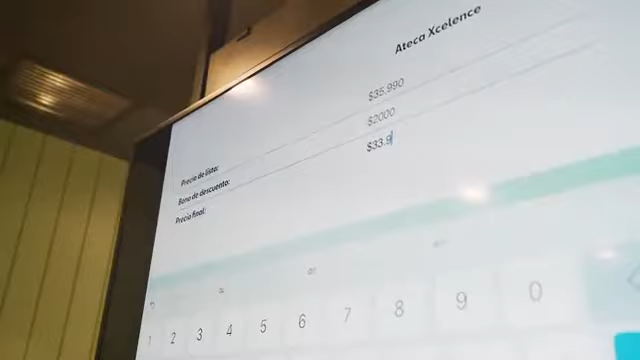 Ateca Xcelence
Precio de lista: $35.990
Bono de descuento: $2000
Precio final: $33.9
1 2 3 4 5 6 7 8 9 0